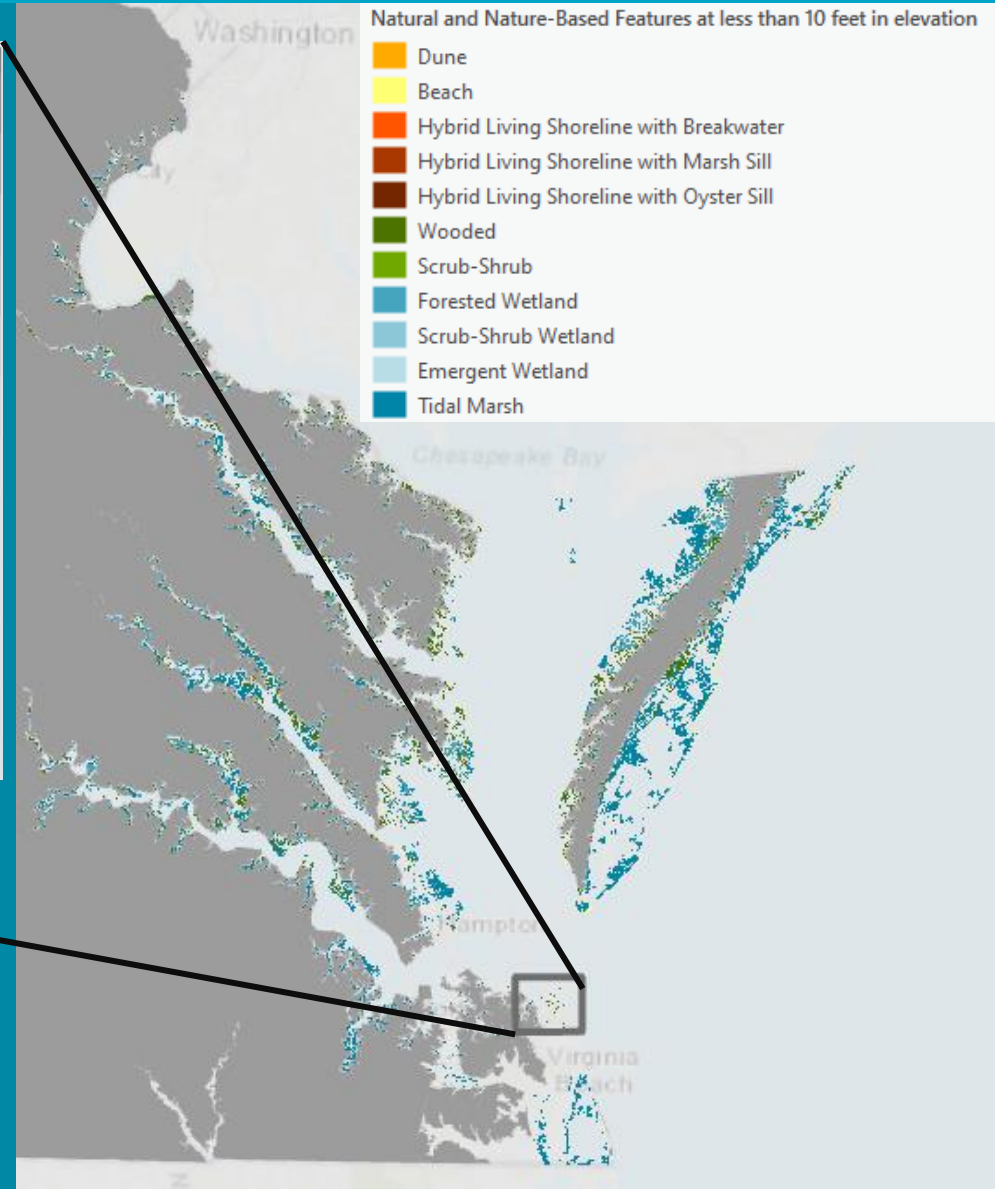 Natural and Nature-Based Features at less than 10 feet in elevation
Washington
Dune
Beach
Hybrid Living Shoreline with Breakwater
Hybrid Living Shoreline with Marsh Sill
Hybrid Living Shoreline with Oyster Sill
City
Wooded
Scrub-Shrub
Forested Wetland
Scrub-Shrub Wetland
Emergent Wetland
Tidal Marsh
Chesapeake Bay
Hampton
Virginia
Beach